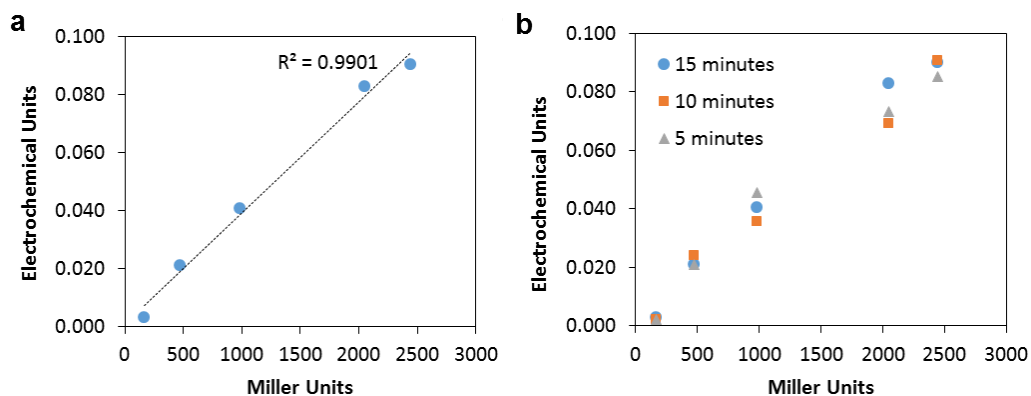 a
R² = 0.9901
Electrochemical Units
0.100
0.080
0.060
0.040
0.020
0.000
0 500 1000 1500 2000 2500 3000
Miller Units
b
15 minutes
10 minutes
5 minutes
Electrochemical Units
0.100
0.080
0.060
0.040
0.020
0.000
0 500 1000 1500 2000 2500 3000
Miller Units